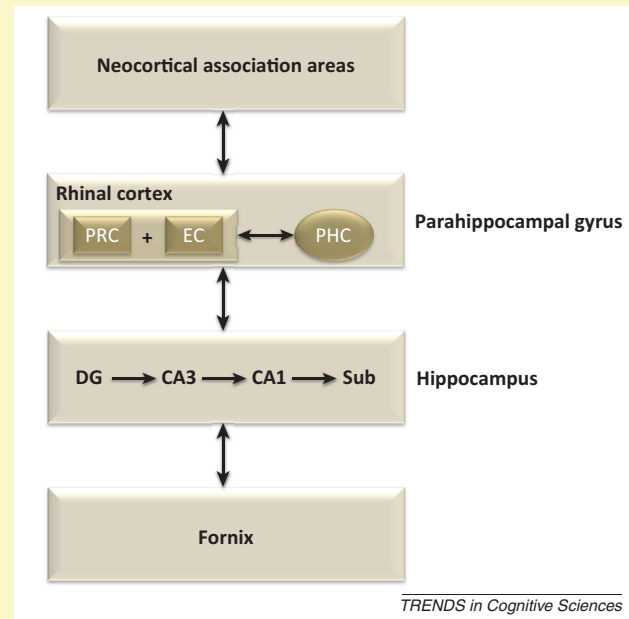 Neocortical association areas
Rhinal cortex
PRC + EC PHC
Parahippocampal gyrus
DG CA3 CA1 Sub
Hippocampus
Fornix
TRENDS in Cognitive Sciences